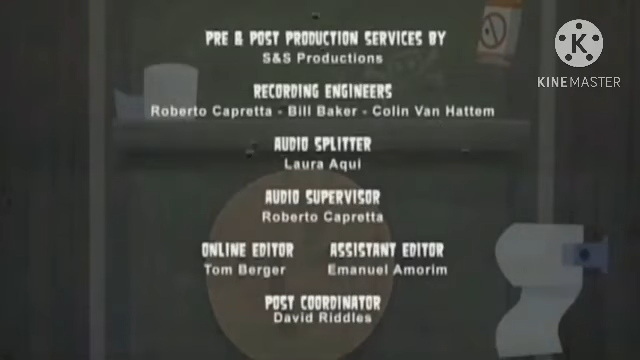 PRE & POST PRODUCTION SERVICES BY
S&S Productions
K
KINEMASTER
RECORDING ENGINEERS
Roberto Capretta - Bill Baker - Colin Van Hattem
AUDIO SPLITTER
Laura Aqui
AUDIO SUPERVISOR
Roberto Capretta
ONLINE EDITOR ASSISTANT EDITOR
Tom Berger Emanuel Amorim
POST COORDINATOR
David Riddles